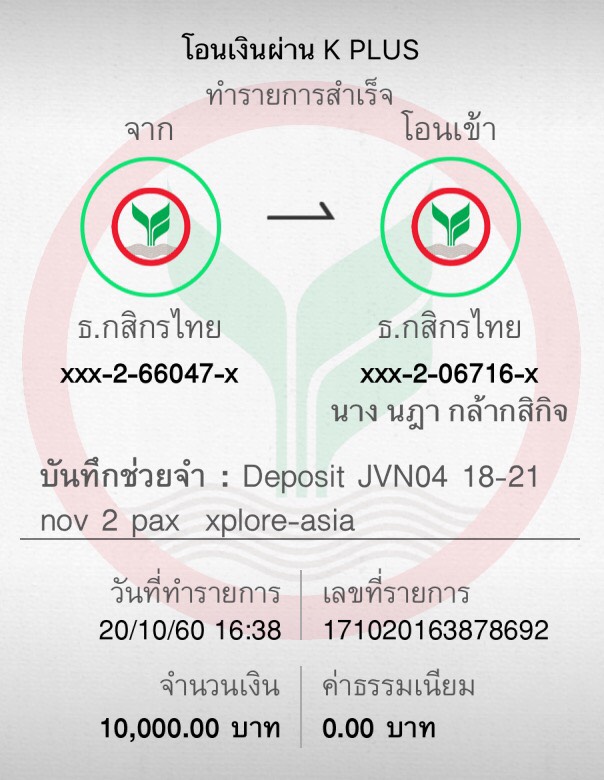 โอนเงินผ่าน K PLUS
ทำรายการสำเร็จ
จาก
โอนเข้า
ธ.กสิกรไทย
ธ.กสิกรไทย
xxx-2-66047-x
xxx-2-06716-x
นาง นฎา กล้ากสิกิจ
บันทึกช่วยจำ : Deposit JVN04 18-21
nov 2 pax xplore-asia
วันที่ทำรายการ
เลขที่รายการ
20/10/60 16:38
171020163878692
จำนวนเงิน
ค่าธรรมเนียม
10,000.00 บาท
0.00 บาท